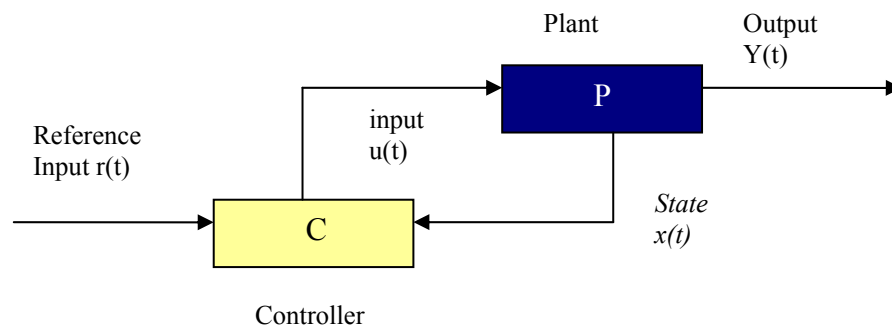 Plant
Output
Y(t)
P
input
u(t)
Reference
Input r(t)
State
x(t)
C
Controller